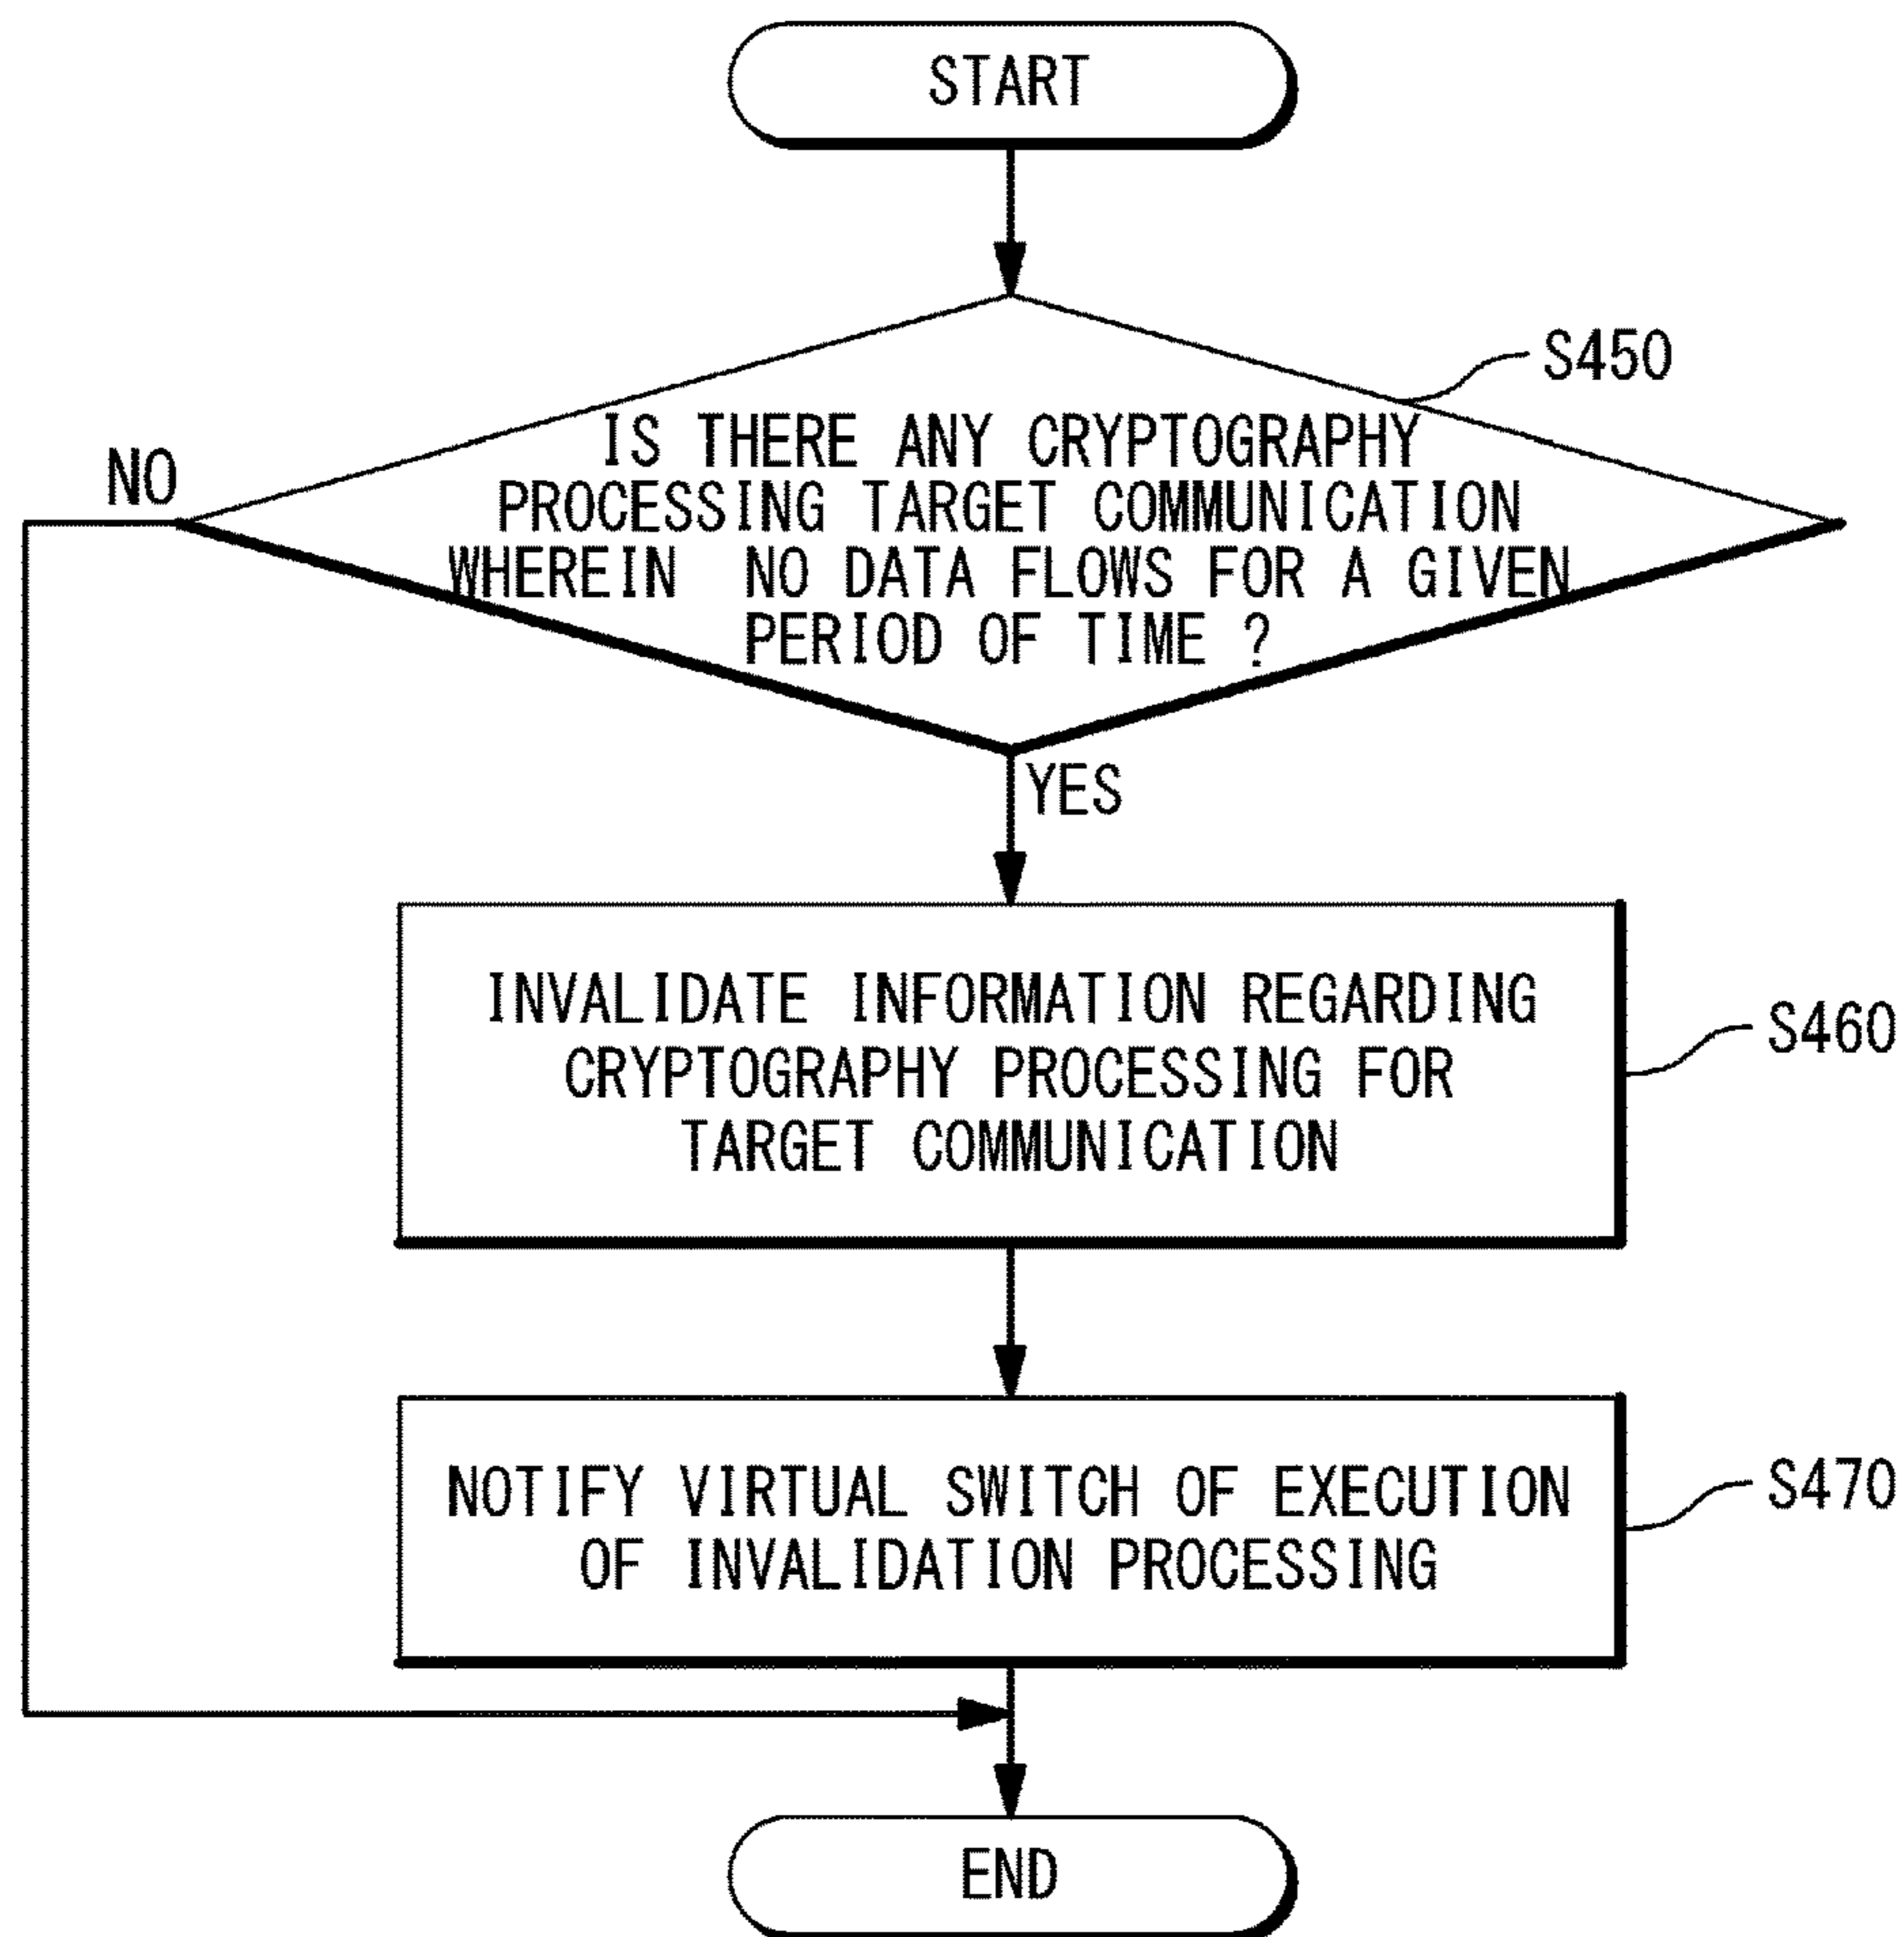 START
S450
IS THERE ANY CRYPTOGRAPHY
PROCESSING TARGET COMMUNICATION
WHEREIN NO DATA FLOWS FOR A GIVEN
PERIOD OF TIME ?
NO
YES
INVALIDATE INFORMATION REGARDING
CRYPTOGRAPHY PROCESSING FOR
TARGET COMMUNICATION
S460
NOTIFY VIRTUAL SWITCH OF EXECUTION
OF INVALIDATION PROCESSING
S470
END